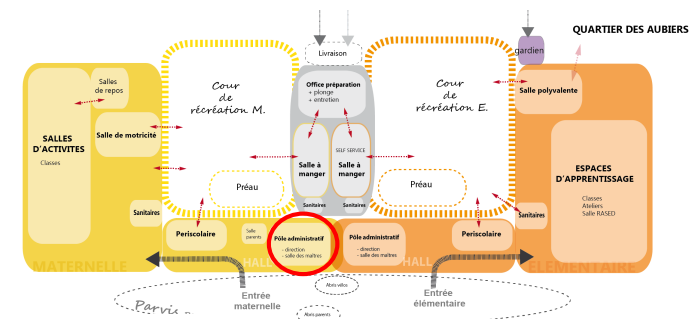 QUARTIER DES AUBIERS
Livraison
gardien
Salles
de repos
Cour
de
récréation M.
Office préparation
+ plonge
+ entretien
Cour
de
récréation E.
Salle polyvalente
SALLES
D'ACTIVITES
Classes
Salle de motricité
SELF SERVICE
Salle à
manger
Salle à
manger
ESPACES
D'APPRENTISSAGE
Classes
Ateliers
Salle RASED
Préau
Préau
Sanitaires
Sanitaires
Sanitaires
Sanitaires
Periscolaire
Salle
parents
Pôle administratif
- direction
- salle des maîtres
Pôle administratif
- direction
- salle des maîtres
Periscolaire
MATERNELLE
HALL
HALL
ELEMENTAIRE
Abris vélos
Entrée
maternelle
Entrée
élémentaire
Parvis
Abris parents